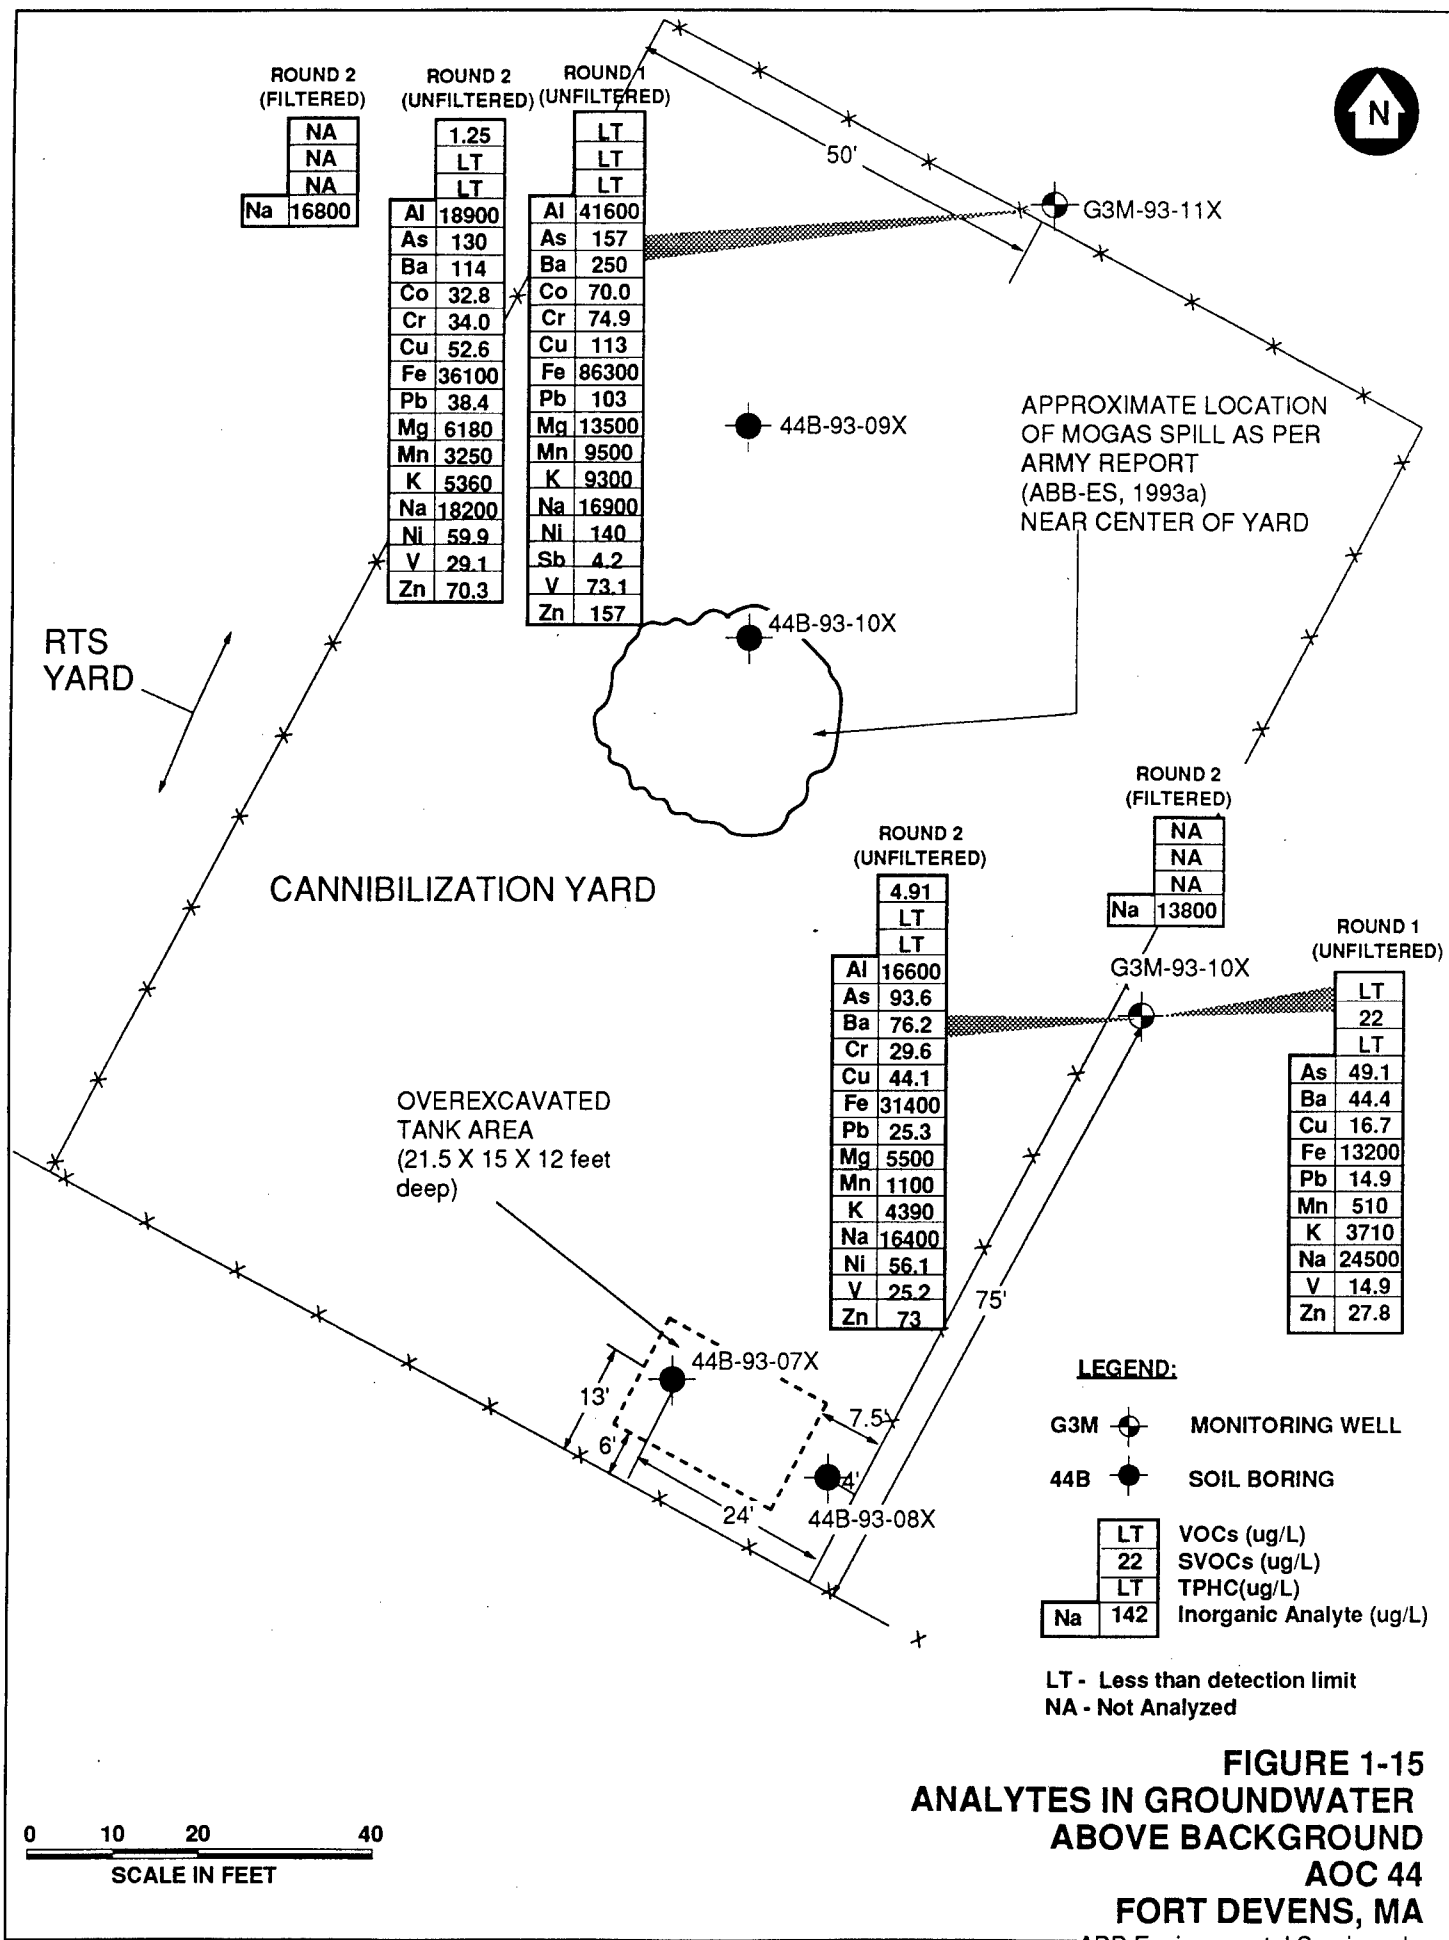 ROUND 2
(FILTERED)
NA
NA
NA
Na 16800
ROUND 2
(UNFILTERED)
1.25
LT
LT
Al 18900
As 130
Ba 114
Co 32.8
Cr 34.0
Cu 52.6
Fe 36100
Pb 38.4
Mg 6180
Mn 3250
K 5360
Na 18200
Ni 59.9
V 29.1
Zn 70.3
ROUND 1
(UNFILTERED)
LT
LT
LT
Al 41600
As 157
Ba 250
Co 70.0
Cr 74.9
Cu 113
Fe 86300
Pb 103
Mg 13500
Mn 9500
K 9300
Na 16900
Ni 140
Sb 4.2
V 73.1
Zn 157
50'
N
G3M-93-11X
44B-93-09X
APPROXIMATE LOCATION
OF MOGAS SPILL AS PER
ARMY REPORT
(ABB-ES, 1993a)
NEAR CENTER OF YARD
44B-93-10X
RTS
YARD
CANNIBILIZATION YARD
ROUND 2
(FILTERED)
NA
NA
NA
Na 13800
ROUND 2
(UNFILTERED)
4.91
LT
LT
Al 16600
As 93.6
Ba 76.2
Cr 29.6
Cu 44.1
Fe 31400
Pb 25.3
Mg 5500
Mn 1100
K 4390
Na 16400
Ni 56.1
V 25.2
Zn 73
G3M-93-10X
ROUND 1
(UNFILTERED)
LT
22
LT
As 49.1
Ba 44.4
Cu 16.7
Fe 13200
Pb 14.9
Mn 510
K 3710
Na 24500
V 14.9
Zn 27.8
OVEREXCAVATED
TANK AREA
(21.5 X 15 X 12 feet
deep)
75'
44B-93-07X
13'
7.5'
6'
4'
24'
44B-93-08X
LEGEND:
G3M MONITORING WELL
44B SOIL BORING
LT VOCs (ug/L)
22 SVOCs (ug/L)
LT TPHC(ug/L)
Na 142 Inorganic Analyte (ug/L)
LT - Less than detection limit
NA - Not Analyzed
FIGURE 1-15
ANALYTES IN GROUNDWATER
ABOVE BACKGROUND
AOC 44
FORT DEVENS, MA
0 10 20 40
SCALE IN FEET